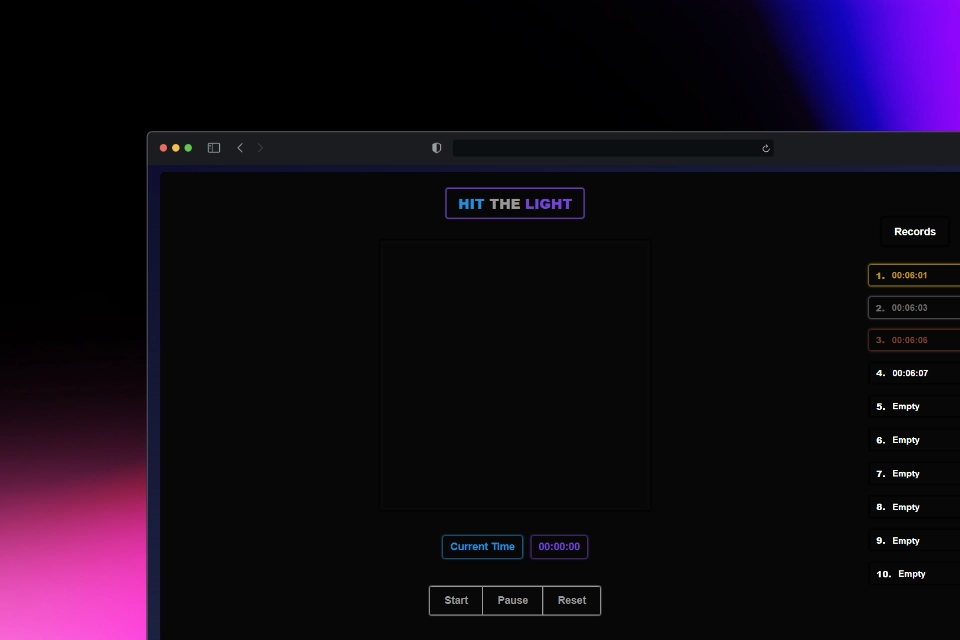 HIT THE LIGHT
Records
1. 00:06:01
2. 00:06:03
3. 00:06:06
4. 00:06:07
5. Empty
6. Empty
7. Empty
8. Empty
9. Empty
10. Empty
Current Time 00:00:00
Start Pause Reset